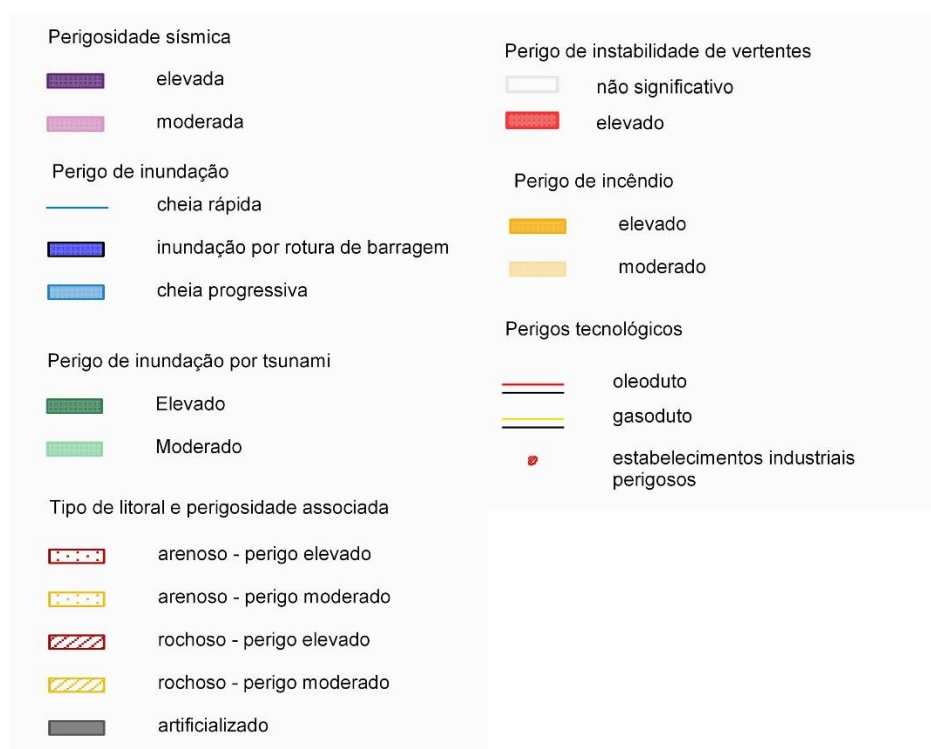 Perigosidade sísmica
elevada
moderada
Perigo de inundação
cheia rápida
inundação por rotura de barragem
cheia progressiva
Perigo de inundação por tsunami
Elevado
Moderado
Tipo de litoral e perigosidade associada
arenoso - perigo elevado
arenoso - perigo moderado
rochoso - perigo elevado
rochoso - perigo moderado
artificializado
Perigo de instabilidade de vertentes
não significativo
elevado
Perigo de incêndio
elevado
moderado
Perigos tecnológicos
oleoduto
gasoduto
estabelecimentos industriais
perigosos